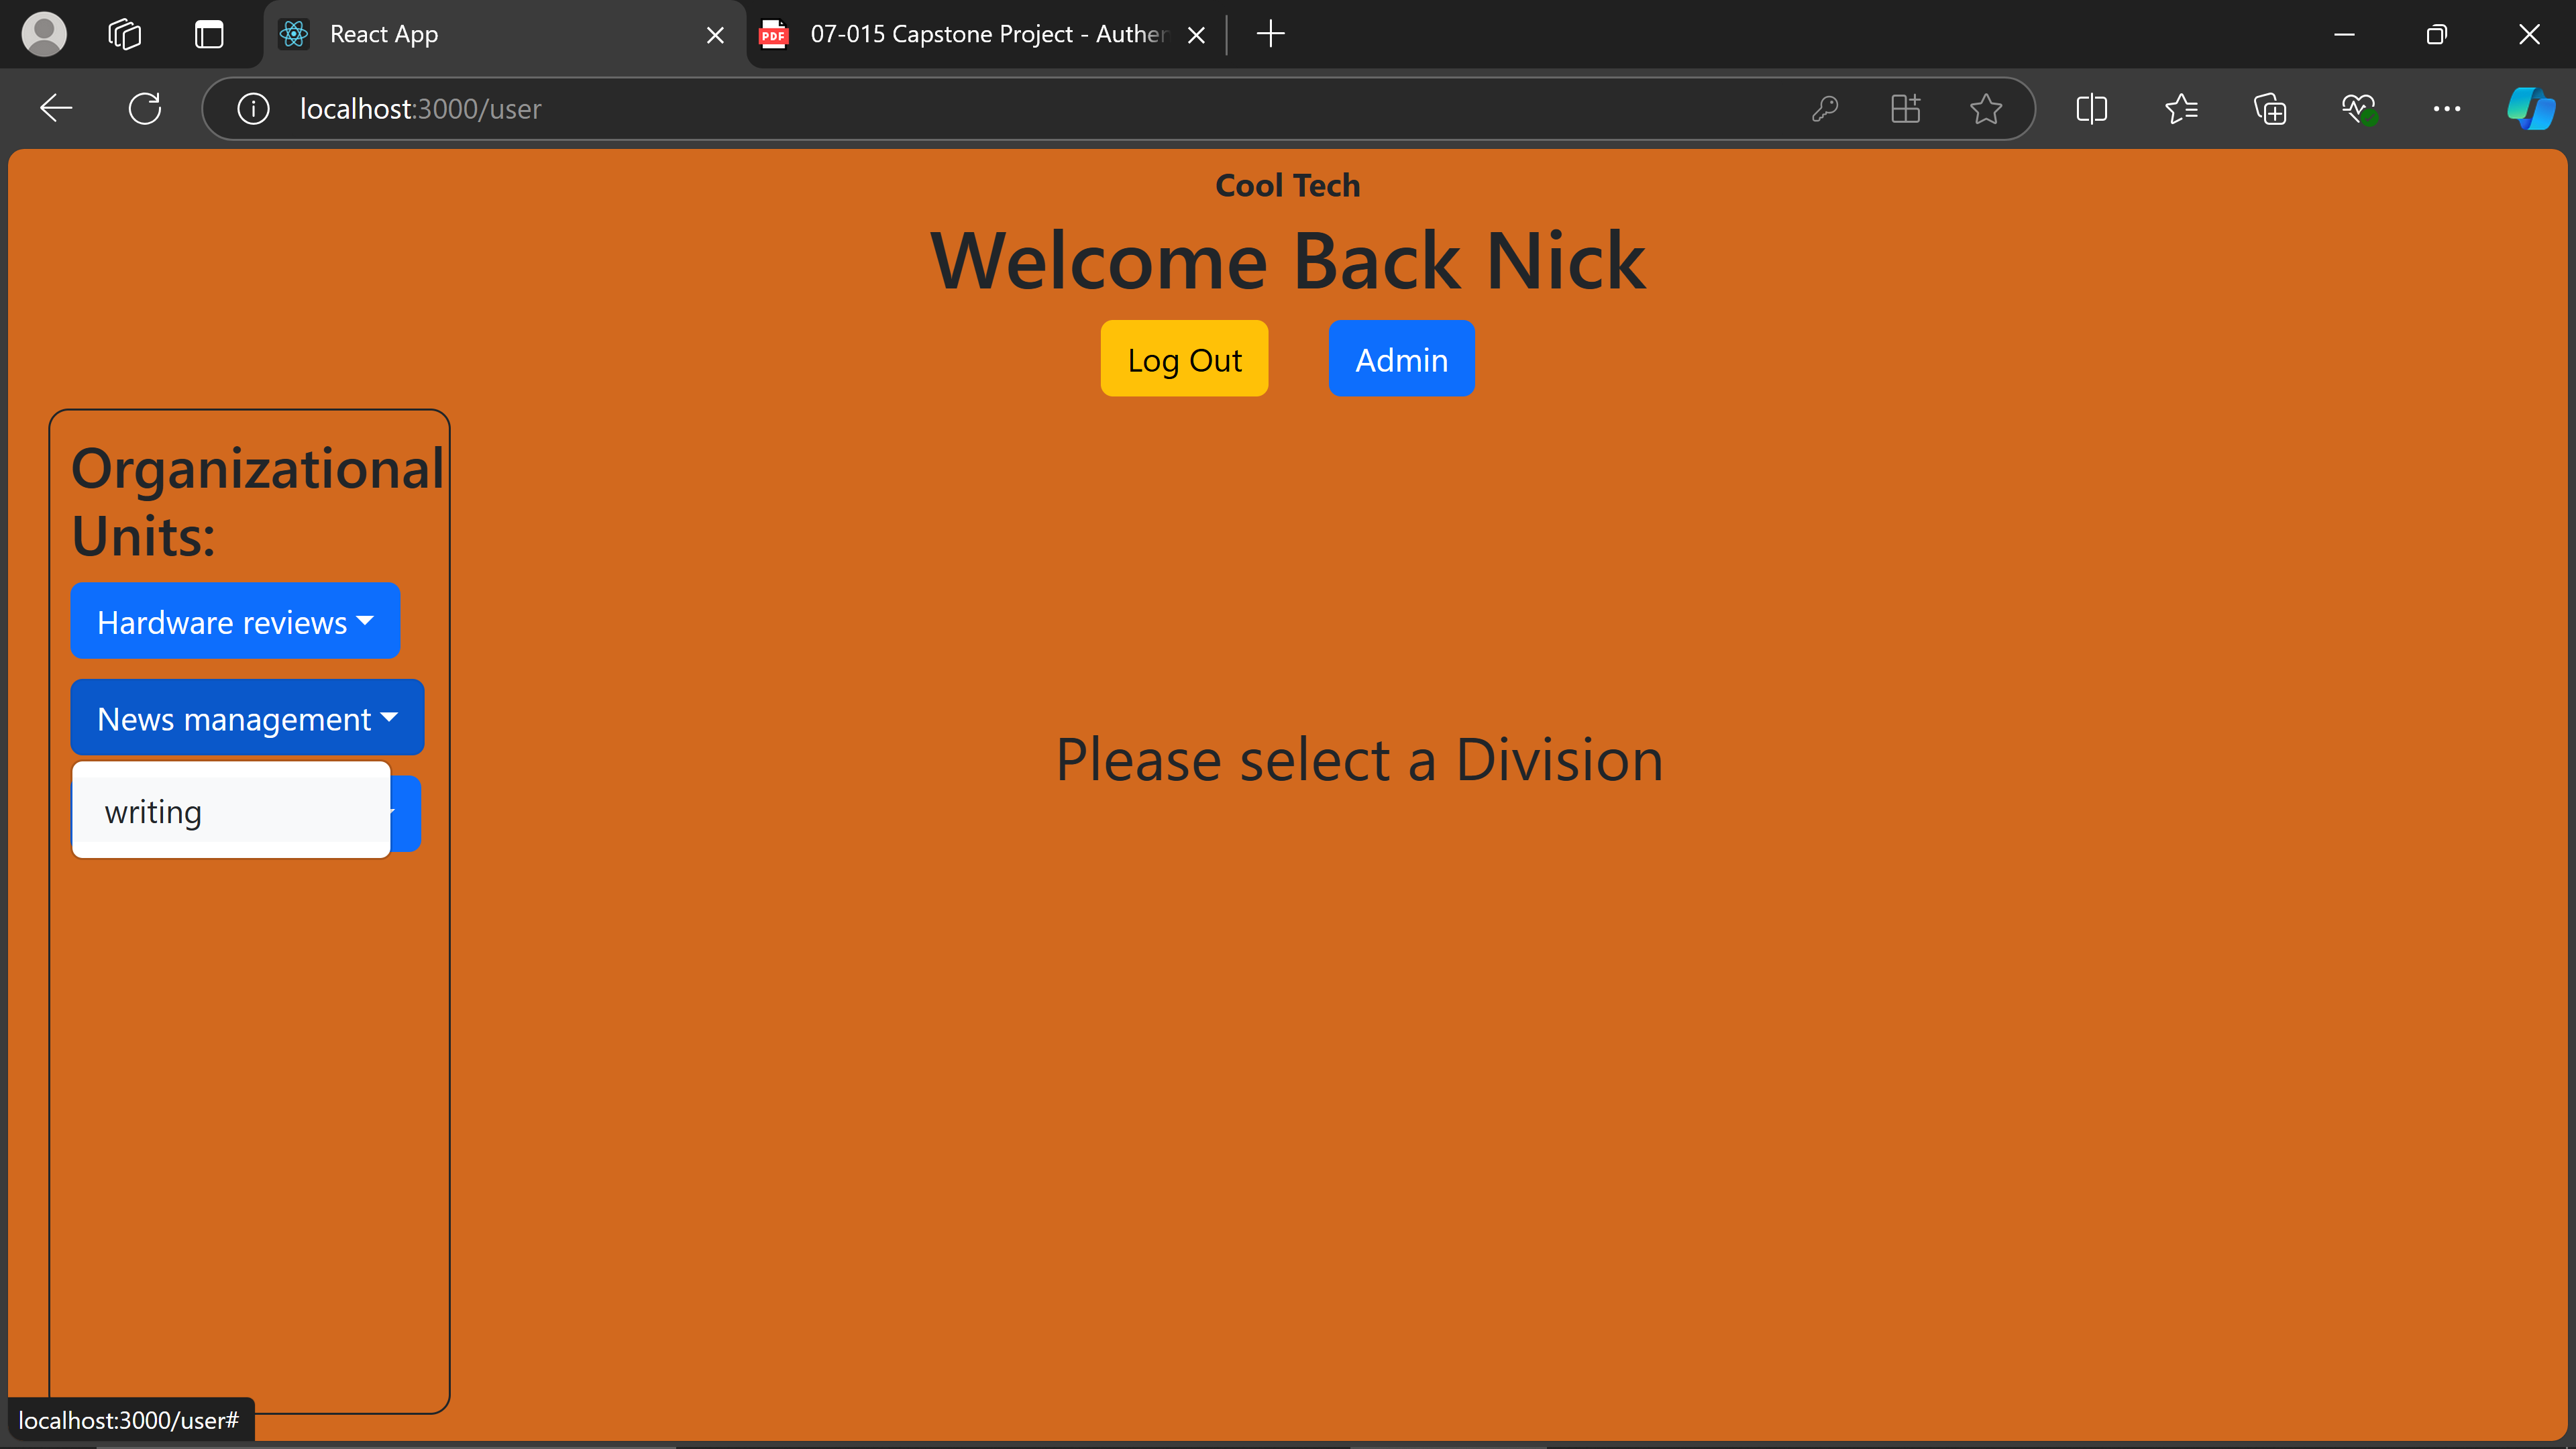 React App
07-015 Capstone Project - Authen
localhost:3000/user
Cool Tech
Welcome Back Nick
Log Out
Admin
Organizational
Units:
Hardware reviews
News management
writing
Please select a Division
localhost:3000/user#